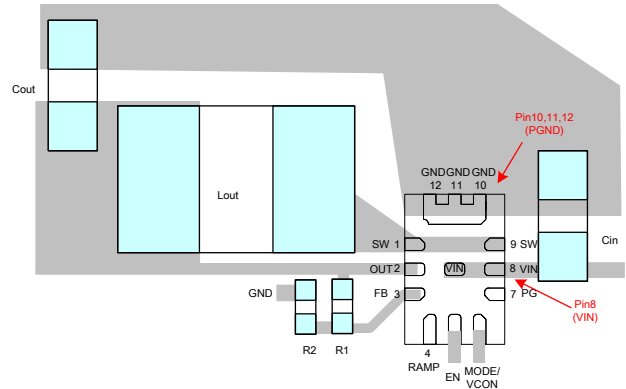 Cout
Pin10,11,12
(PGND)
GND GND GND
12 11 10
Lout
SW 1
9 SW
Cin
OUT 2
VIN
8 VIN
GND
FB 3
7 PG
Pin8
(VIN)
R2
R1
4
RAMP
EN
MODE/
VCON